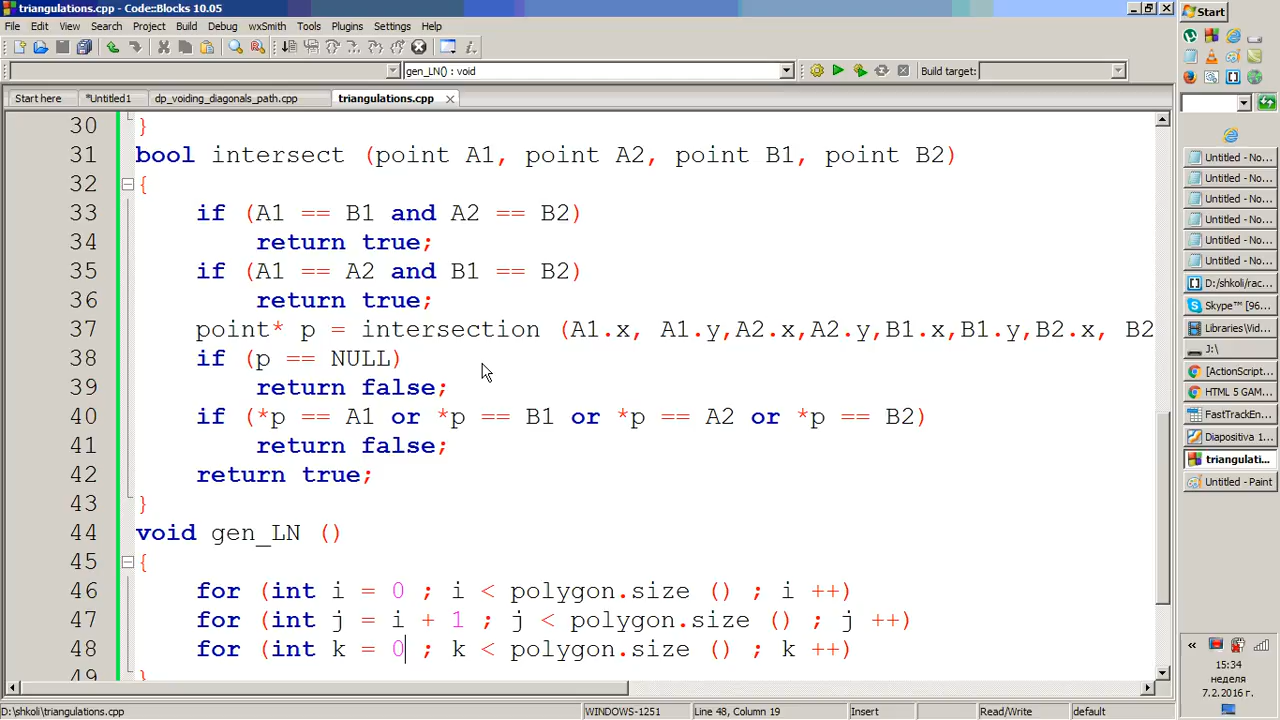 triangulations.cpp - Code::Blocks 10.05
Start
File Edit View Search Project Build Debug wxSmith Tools Plugins Settings Help
gen_LN() : void
Build target:
Start here
*Untitled1
dp_voiding_diagonals_path.cpp
triangulations.cpp
30 }
31 bool intersect (point A1, point A2, point B1, point B2)
32 {
33 if (A1 == B1 and A2 == B2)
34 return true;
35 if (A1 == A2 and B1 == B2)
36 return true;
37 point* p = intersection (A1.x, A1.y,A2.x,A2.y,B1.x,B1.y,B2.x, B2
38 if (p == NULL)
39 return false;
40 if (*p == A1 or *p == B1 or *p == A2 or *p == B2)
41 return false;
42 return true;
43 }
44 void gen_LN ()
45 {
46 for (int i = 0 ; i < polygon.size () ; i ++)
47 for (int j = i + 1 ; j < polygon.size () ; j ++)
48 for (int k = 0 ; k < polygon.size () ; k ++)
49 }
D:\shkoli\triangulations.cpp
WINDOWS-1251
Line 48, Column 19
Insert
Read/Write
default
Untitled - No...
Untitled - No...
Untitled - No...
Untitled - No...
Untitled - No...
Untitled - No...
D:/shkoli/rac...
Skype™ [96...
Libraries\Vid...
J:\
[ActionScript...
HTML 5 GAM...
FastTrackEn...
Diapositiva 1...
triangulati...
Untitled - Paint
«
15:34
неделя
7.2.2016 г.